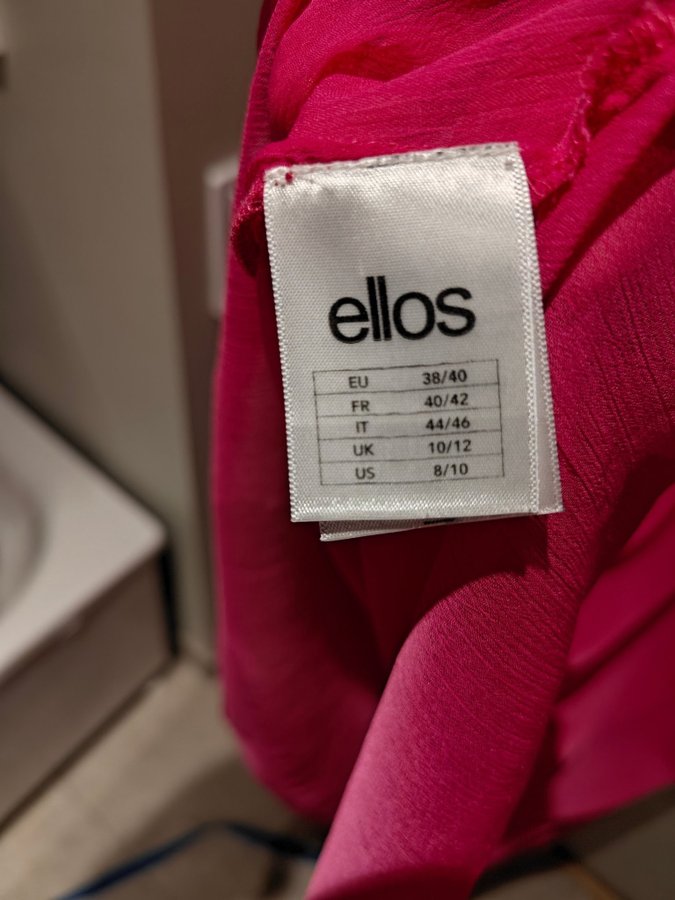 ellos
EU 38/40
FR 40/42
IT 44/46
UK 10/12
US 8/10